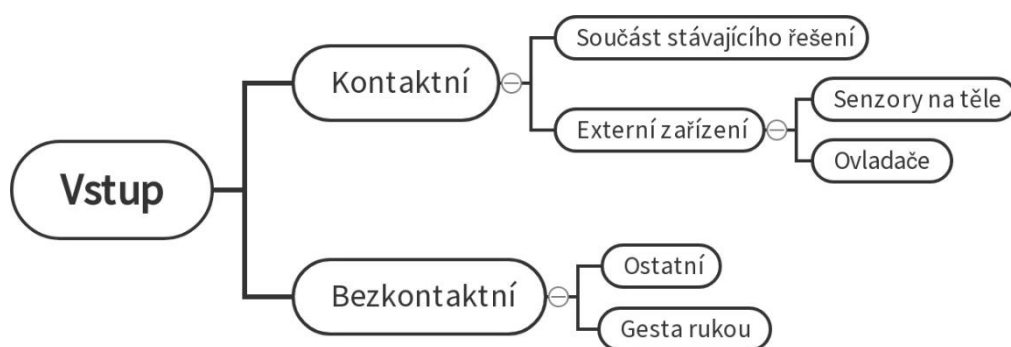 Vstup
Kontaktní
Součást stávajícího řešení
Externí zařízení
Senzory na těle
Ovladače
Bezkontaktní
Ostatní
Gesta rukou